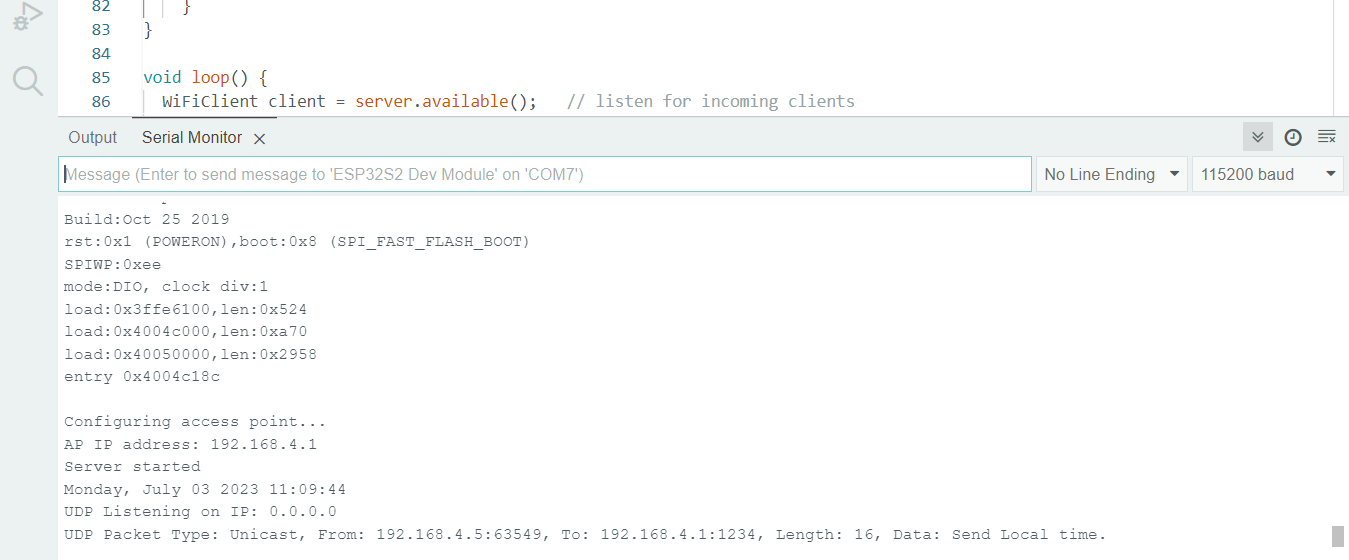 82 }
83 }
84
85 void loop() {
86 WiFiClient client = server.available(); // listen for incoming clients
Output Serial Monitor
Message (Enter to send message to 'ESP32S2 Dev Module' on 'COM7')
No Line Ending
115200 baud
Build:Oct 25 2019
rst:0x1 (POWERON),boot:0x8 (SPI_FAST_FLASH_BOOT)
SPIWP:0xee
mode:DIO, clock div:1
load:0x3ffe6100,len:0x524
load:0x4004c000,len:0xa70
load:0x40050000,len:0x2958
entry 0x4004c18c
Configuring access point...
AP IP address: 192.168.4.1
Server started
Monday, July 03 2023 11:09:44
UDP Listening on IP: 0.0.0.0
UDP Packet Type: Unicast, From: 192.168.4.5:63549, To: 192.168.4.1:1234, Length: 16, Data: Send Local time.